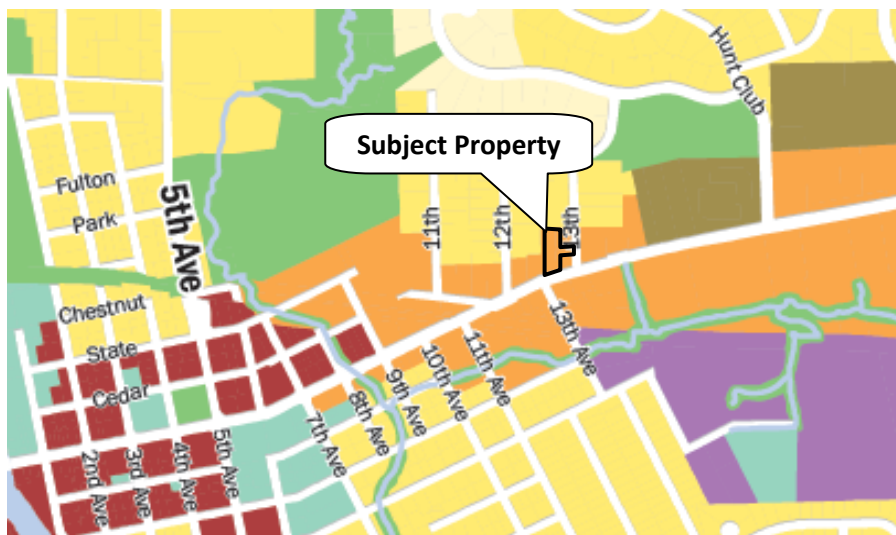 Hunt Club
Subject Property
Fulton
Park
5th Ave
11th
12th
13th
Chestnut
State
Cedar
13th Ave
11th Ave
10th Ave
9th Ave
8th Ave
7th Ave
5th Ave
4th Ave
3rd Ave
2nd Ave